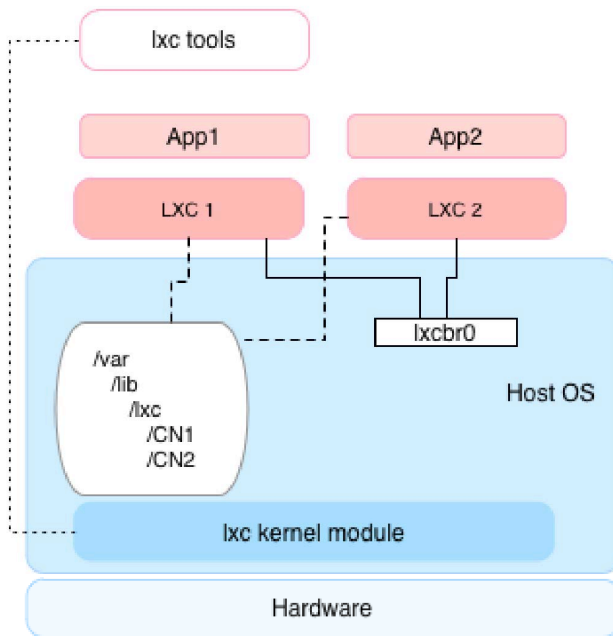 lxc tools
App1
App2
LXC 1
LXC 2
lxcbr0
/var
/lib
/lxc
/CN1
/CN2
Host OS
lxc kernel module
Hardware